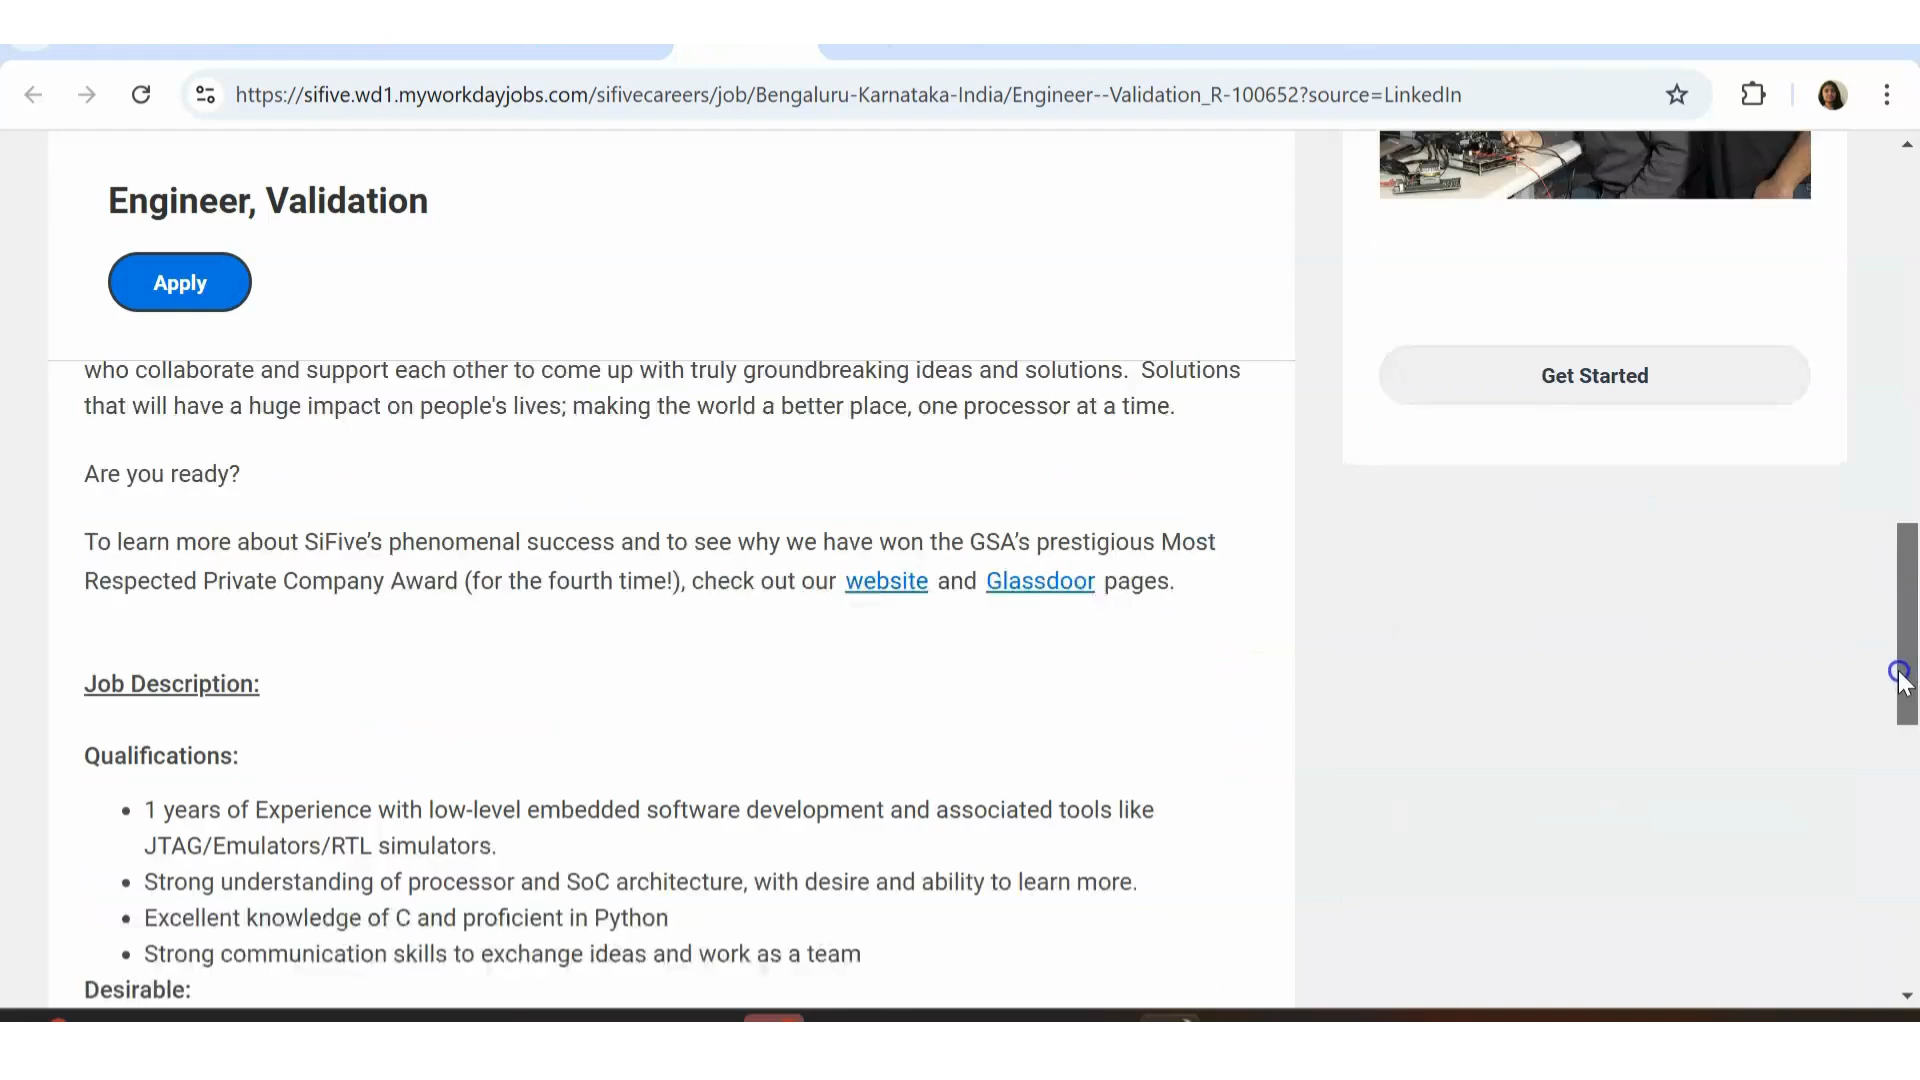 https://sifive.wd1.myworkdayjobs.com/sifivecareers/job/Bengaluru-Karnataka-India/Engineer--Validation_R-100652?source=LinkedIn
Engineer, Validation
Apply
who collaborate and support each other to come up with truly groundbreaking ideas and solutions.  Solutions
that will have a huge impact on people's lives; making the world a better place, one processor at a time.
Are you ready?
To learn more about SiFive’s phenomenal success and to see why we have won the GSA’s prestigious Most
Respected Private Company Award (for the fourth time!), check out our website and Glassdoor pages.
Job Description:
Qualifications:
• 1 years of Experience with low-level embedded software development and associated tools like
JTAG/Emulators/RTL simulators.
• Strong understanding of processor and SoC architecture, with desire and ability to learn more.
• Excellent knowledge of C and proficient in Python
• Strong communication skills to exchange ideas and work as a team
Desirable:
Get Started